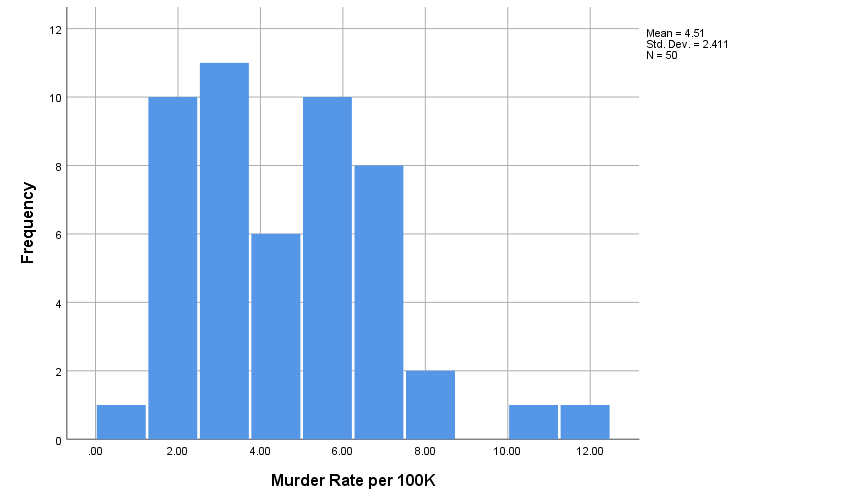 Mean = 4.51
Std. Dev. = 2.411
N = 50
12
10
8
6
4
2
0
Frequency
.00 2.00 4.00 6.00 8.00 10.00 12.00
Murder Rate per 100K